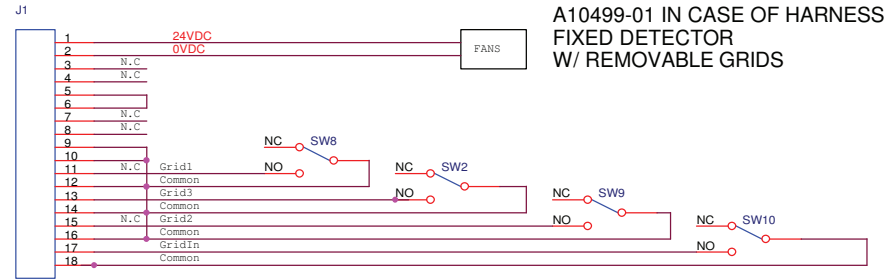 J1
A10499-01 IN CASE OF HARNESS
FIXED DETECTOR
W/ REMOVABLE GRIDS
1 24VDC
2 0VDC
FANS
3 N.C
4 N.C
5
6
7 N.C
8 N.C
9
NC SW8
10
11 N.C Grid1 NO
NC SW2
12 Common
13 Grid3 NO
NC SW9
14 Common
15 N.C Grid2 NO
NC SW10
16 Common
17 GridIn NO
18 Common